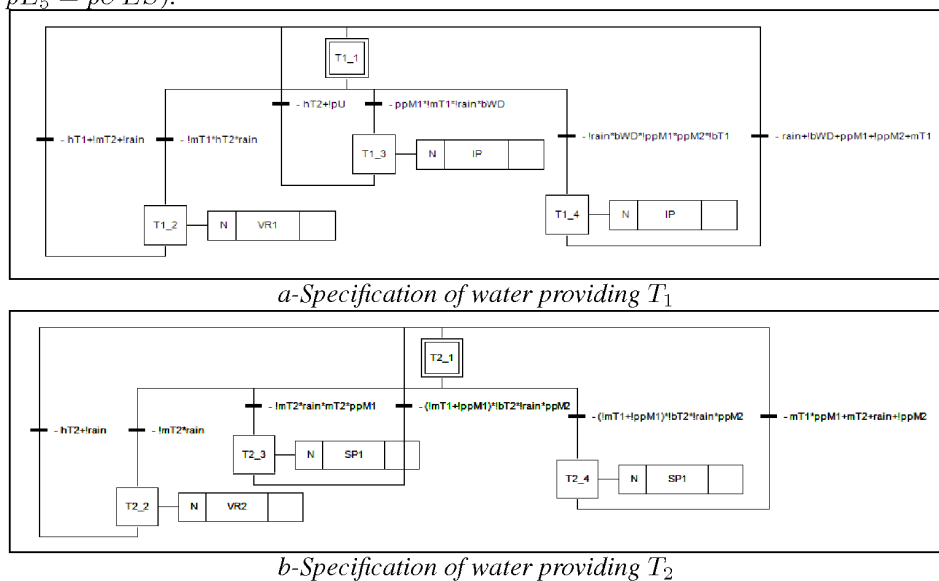 pE5 = pU ES).
T1_1
- hT2+!pU
- ppM1*!mT1*!rain*bWD
- hT1+!mT2+!rain
- !mT1*hT2*rain
- !rain*bWD*!ppM1*ppM2*!bT1
- rain+!bWD+ppM1+!ppM2+mT1
T1_3 N IP
T1_2 N VR1
T1_4 N IP
a-Specification of water providing T1
T2_1
- !mT2*rain*mT2*ppM1
- (!mT1+!ppM1)*!bT2*!rain*ppM2
- hT2+!rain
- !mT2*rain
- (!mT1+!ppM1)*!bT2*!rain*ppM2
- mT1*ppM1+mT2+rain+!ppM2
T2_3 N SP1
T2_4 N SP1
T2_2 N VR2
b-Specification of water providing T2